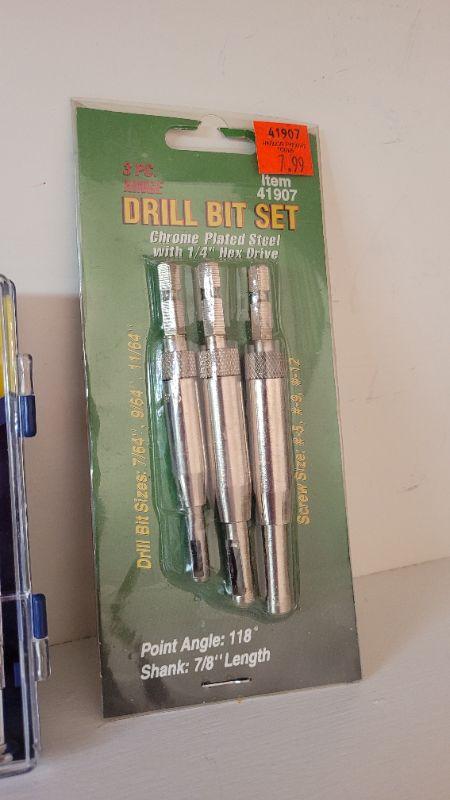 41907
7.99
3 PC.
HINGE
Item
41907
DRILL BIT SET
Chrome Plated Steel
with 1/4" Hex Drive
Drill Bit Sizes: 7/64", 9/64", 11/64"
Screw Size: #-5, #-9, #-12
Point Angle: 118°
Shank: 7/8" Length